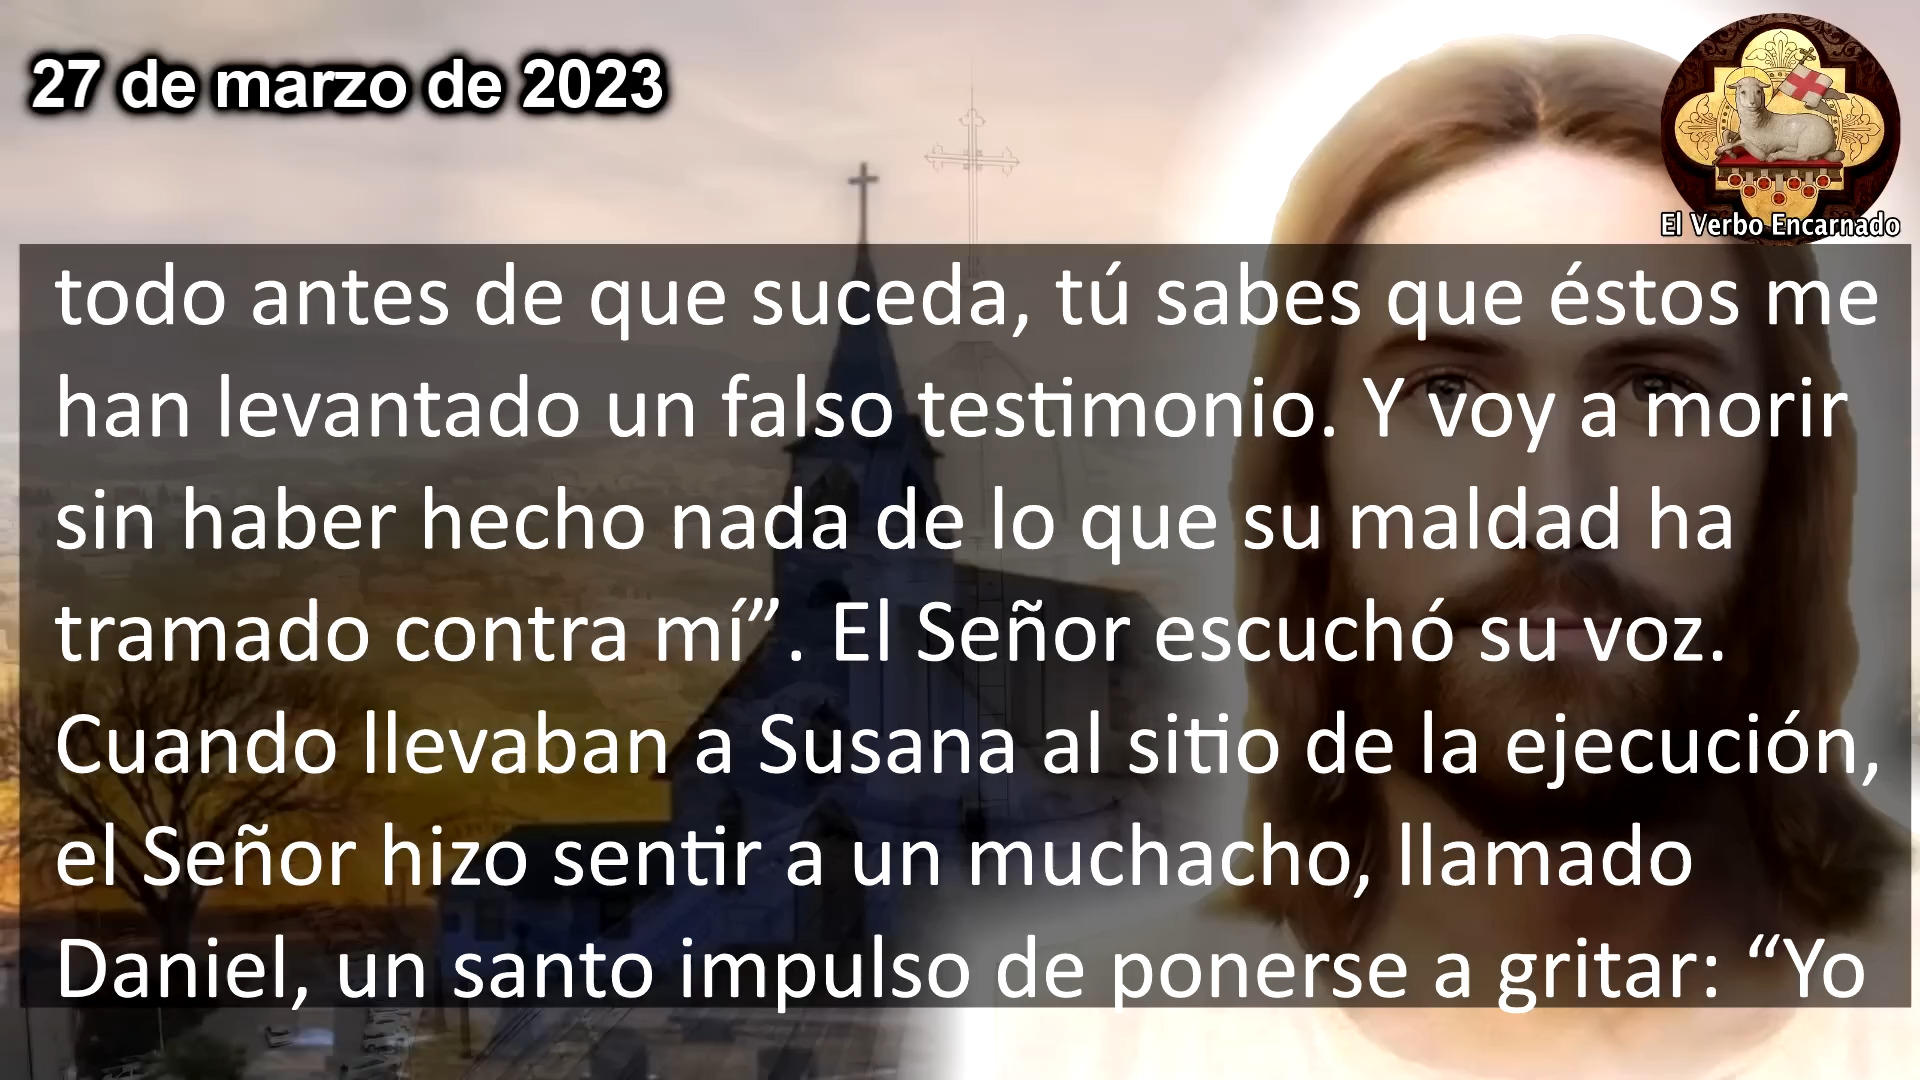 27 de marzo de 2023
El Verbo Encarnado
todo antes de que suceda, tú sabes que éstos me
han levantado un falso testimonio. Y voy a morir
sin haber hecho nada de lo que su maldad ha
tramado contra mí”. El Señor escuchó su voz.
Cuando llevaban a Susana al sitio de la ejecución,
el Señor hizo sentir a un muchacho, llamado
Daniel, un santo impulso de ponerse a gritar: “Yo